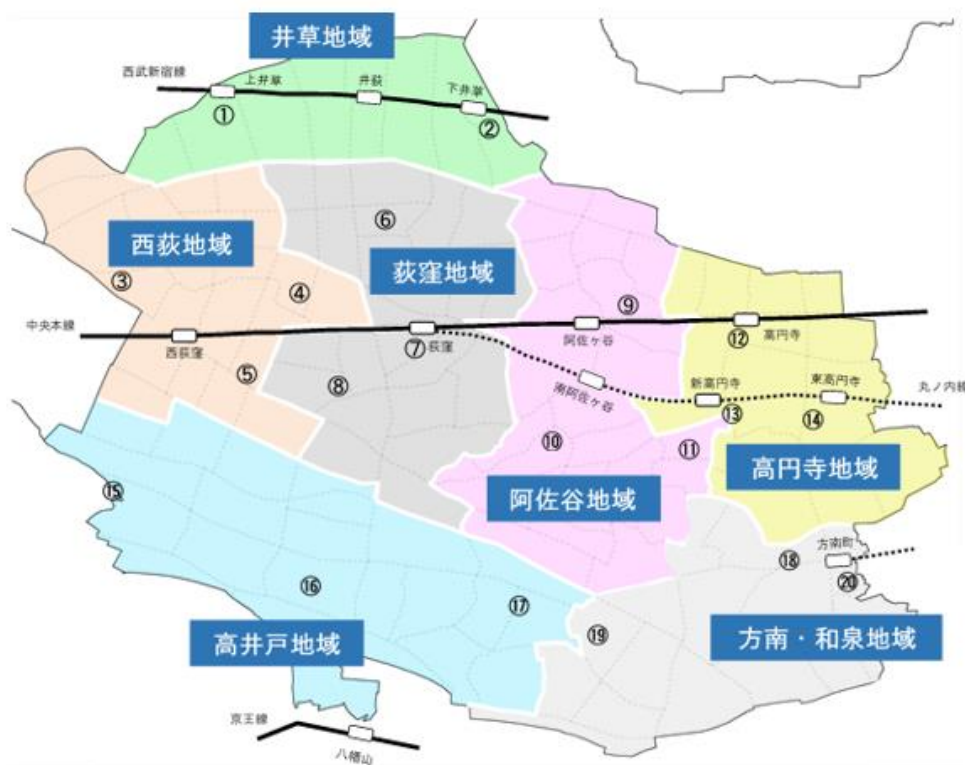 井草地域
西武新宿線
上井草
井荻
下井草
①
②
⑥
西荻地域
荻窪地域
③
④
⑨
中央本線
西荻窪
⑦
荻窪
阿佐ヶ谷
⑫
高円寺
⑤
⑧
南阿佐ヶ谷
新高円寺
東高円寺
丸ノ内線
⑬
⑭
⑩
⑪
高円寺地域
⑮
阿佐谷地域
方南町
⑱
⑳
⑯
⑰
⑲
高井戸地域
方南・和泉地域
京王線
八幡山